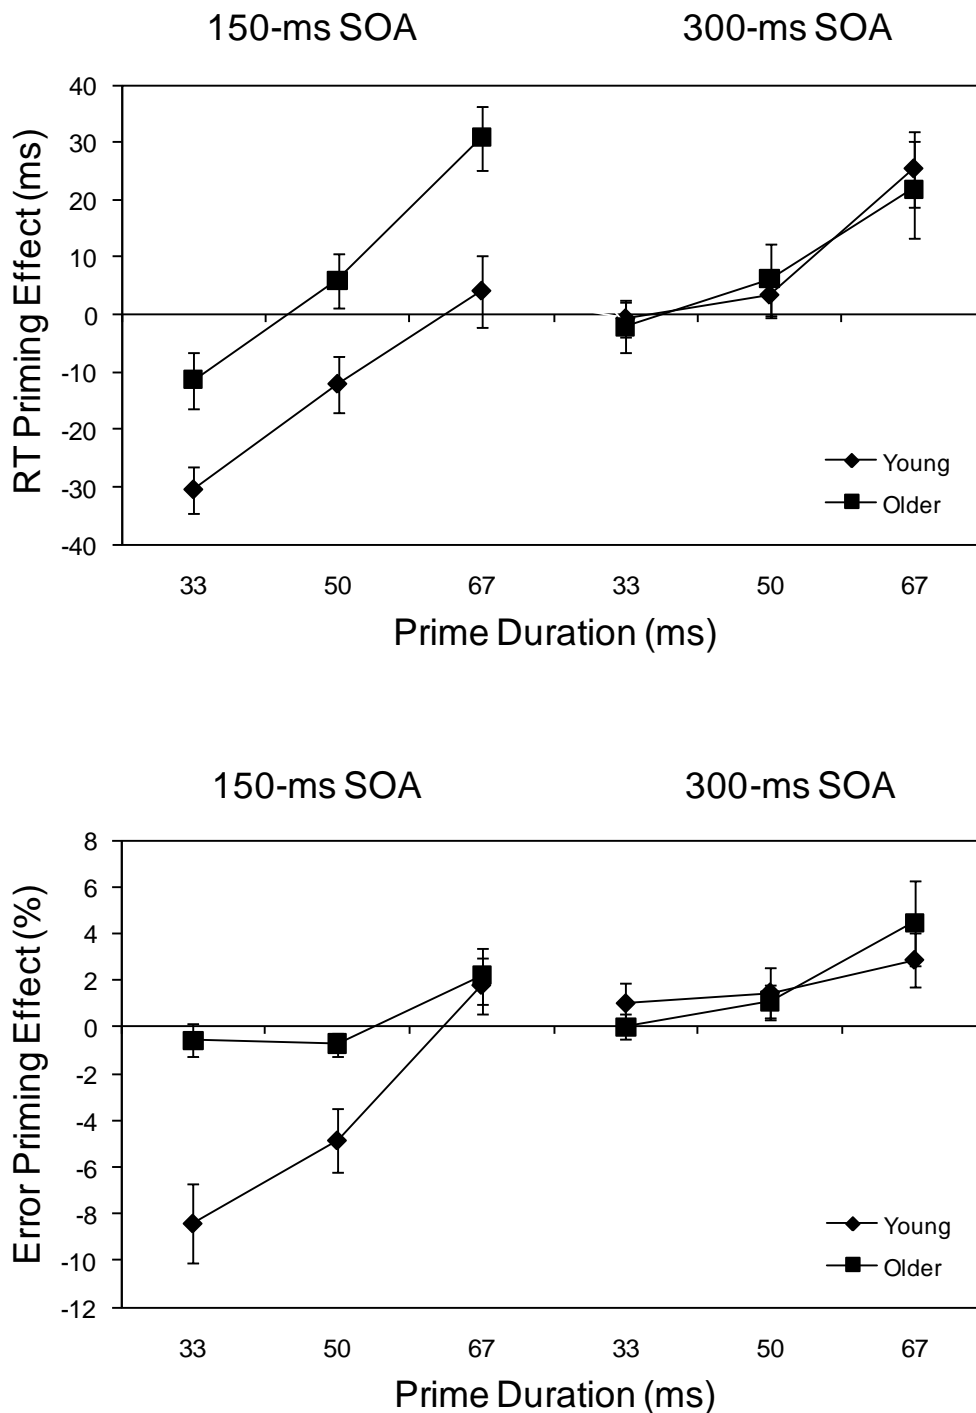 150-ms SOA 300-ms SOA
RT Priming Effect (ms)
40
30
20
10
0
-10
-20
-30
-40
Young
Older
33 50 67 33 50 67
Prime Duration (ms)
150-ms SOA 300-ms SOA
Error Priming Effect (%)
8
6
4
2
0
-2
-4
-6
-8
-10
-12
Young
Older
33 50 67 33 50 67
Prime Duration (ms)